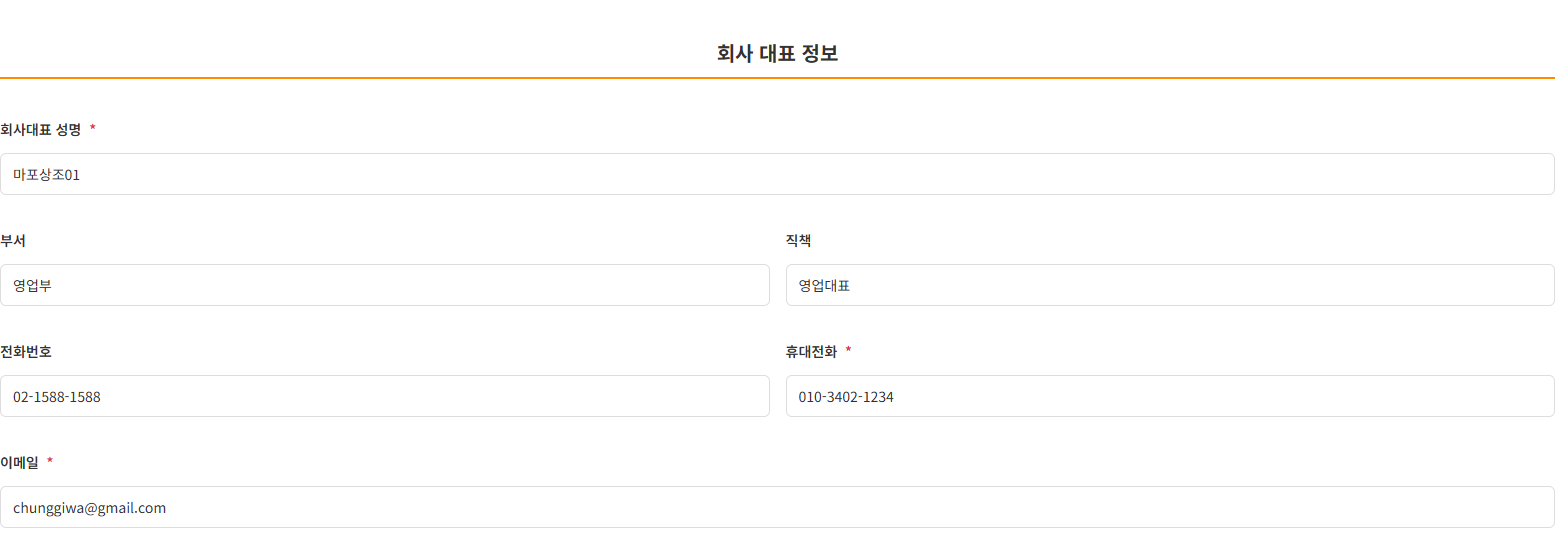 회사 대표 정보
회사대표 성명 *
마포상조01
부서 직책
영업부 영업대표
전화번호 휴대전화 *
02-1588-1588 010-3402-1234
이메일 *
chunggiwa@gmail.com